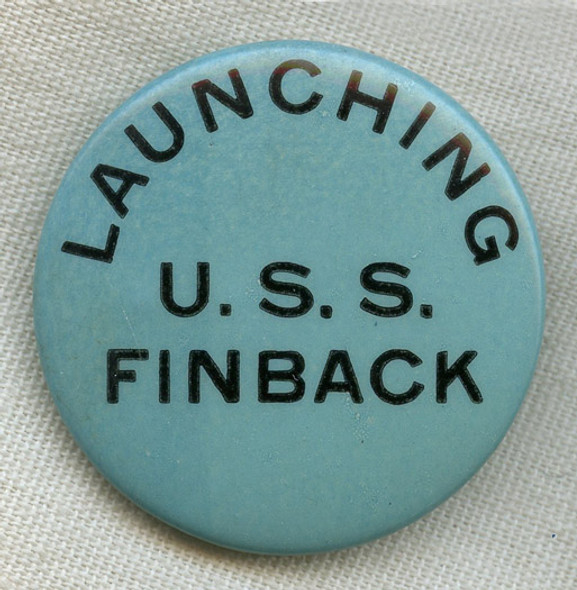 LAUNCHING
U. S. S.
FINBACK